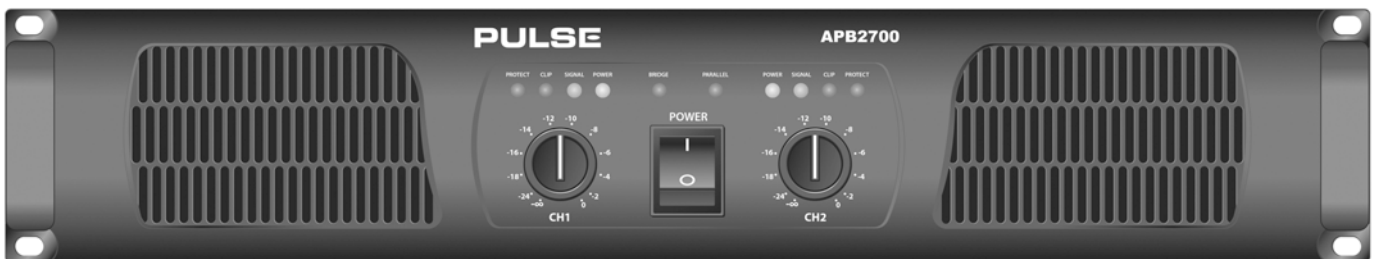 PULSE
APB2700
PROTECT CLIP SIGNAL POWER BRIDGE PARALLEL POWER SIGNAL CLIP PROTECT
POWER
-12 -10
-14 -8
-16 -6
-18 -4
-24 -2
-∞ 0
CH1
I
O
-12 -10
-14 -8
-16 -6
-18 -4
-24 -2
-∞ 0
CH2